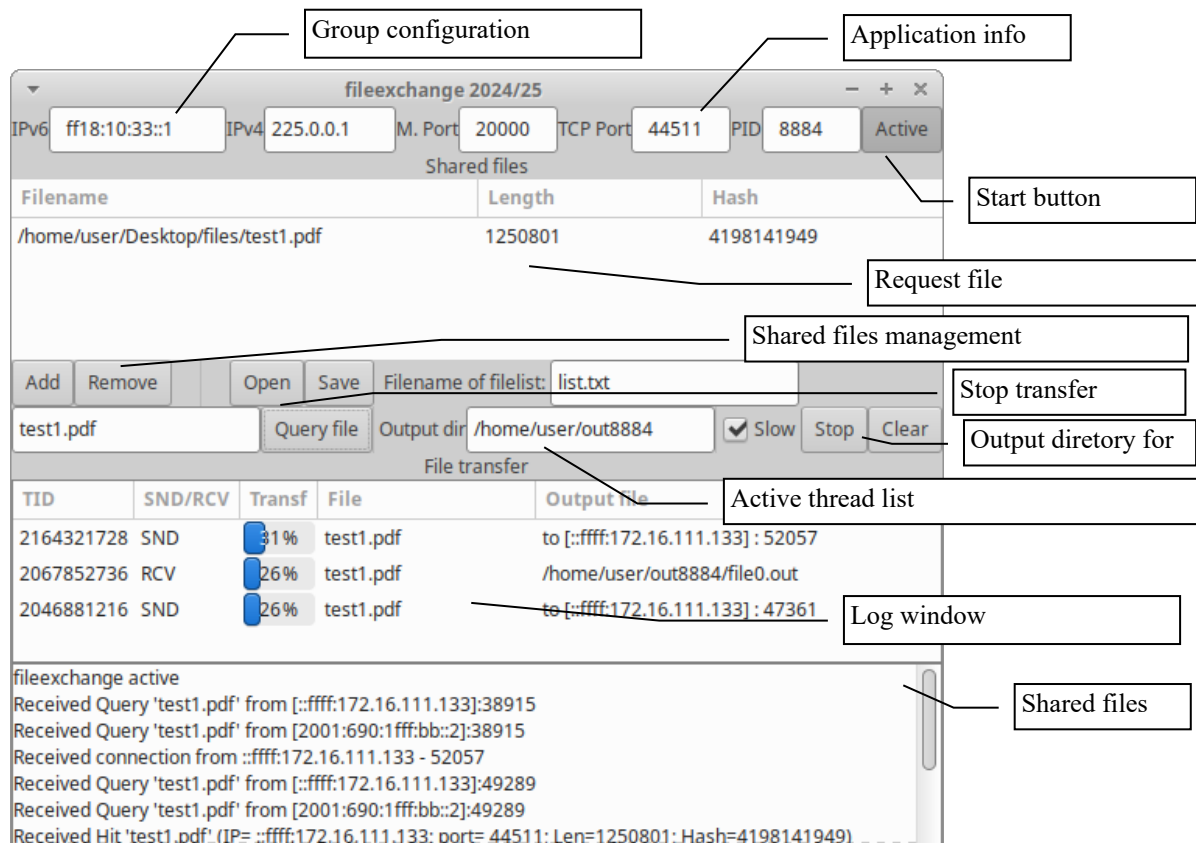 Group configuration
Application info
fileexchange 2024/25
IPv6 ff18:10:33::1 IPv4 225.0.0.1 M. Port 20000 TCP Port 44511 PID 8884 Active
Shared files
Start button
Filename Length Hash
/home/user/Desktop/files/test1.pdf 1250801 4198141949
Request file
Shared files management
Add Remove Open Save Filename of filelist: list.txt
Stop transfer
test1.pdf Query file Output dir /home/user/out8884 Slow Stop Clear
Output diretory for
File transfer
TID SND/RCV Transf File Output file
Active thread list
2164321728 SND 31% test1.pdf to [::ffff:172.16.111.133] : 52057
2067852736 RCV 26% test1.pdf /home/user/out8884/file0.out
2046881216 SND 26% test1.pdf to [::ffff:172.16.111.133] : 47361
Log window
fileexchange active
Shared files
Received Query 'test1.pdf' from [::ffff:172.16.111.133]:38915
Received Query 'test1.pdf' from [2001:690:1fff:bb::2]:38915
Received connection from ::ffff:172.16.111.133 - 52057
Received Query 'test1.pdf' from [::ffff:172.16.111.133]:49289
Received Query 'test1.pdf' from [2001:690:1fff:bb::2]:49289
Received Hit 'test1.pdf' (IP= ::ffff:172.16.111.133; port= 44511; Len=1250801; Hash=4198141949)